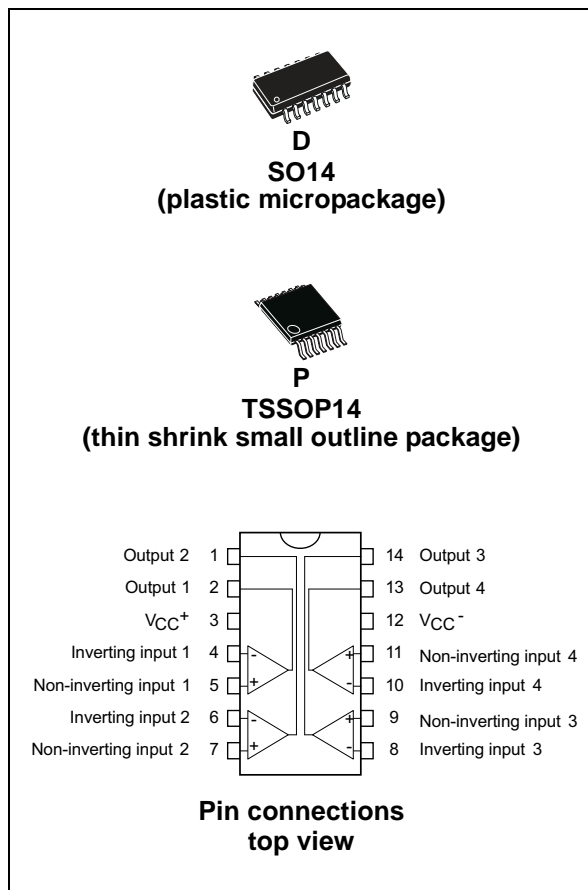 D
SO14
(plastic micropackage)
P
TSSOP14
(thin shrink small outline package)
Output 2 1 14 Output 3
Output 1 2 13 Output 4
VCC+ 3 12 VCC-
Inverting input 1 4 - + 11 Non-inverting input 4
Non-inverting input 1 5 + - 10 Inverting input 4
Inverting input 2 6 - + 9 Non-inverting input 3
Non-inverting input 2 7 + - 8 Inverting input 3
Pin connections
top view